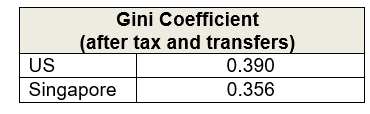 Gini Coefficient
(after tax and transfers)
US 0.390
Singapore 0.356